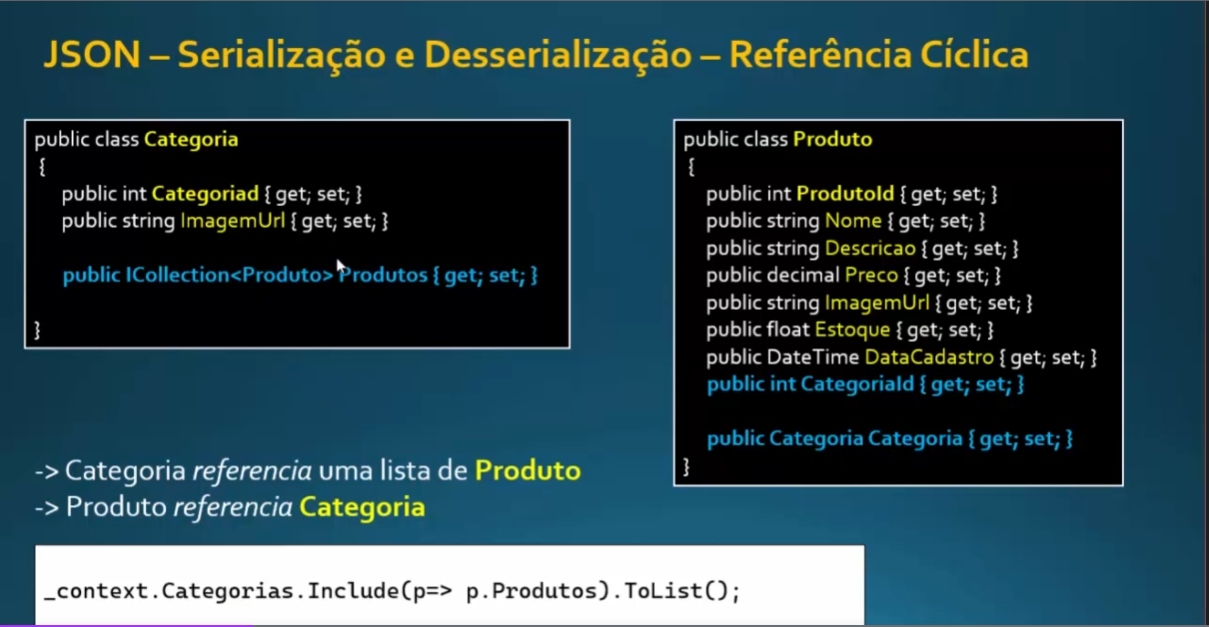 JSON – Serialização e Desserialização – Referência Cíclica
public class Categoria
{
public int Categoriad { get; set; }
public string ImagemUrl { get; set; }
public ICollection<Produto> Produtos { get; set; }
}
public class Produto
{
public int ProdutoId { get; set; }
public string Nome { get; set; }
public string Descricao { get; set; }
public decimal Preco { get; set; }
public string ImagemUrl { get; set; }
public float Estoque { get; set; }
public DateTime DataCadastro { get; set; }
public int CategoriaId { get; set; }
public Categoria Categoria { get; set; }
}
-> Categoria referencia uma lista de Produto
-> Produto referencia Categoria
_context.Categorias.Include(p=> p.Produtos).ToList();